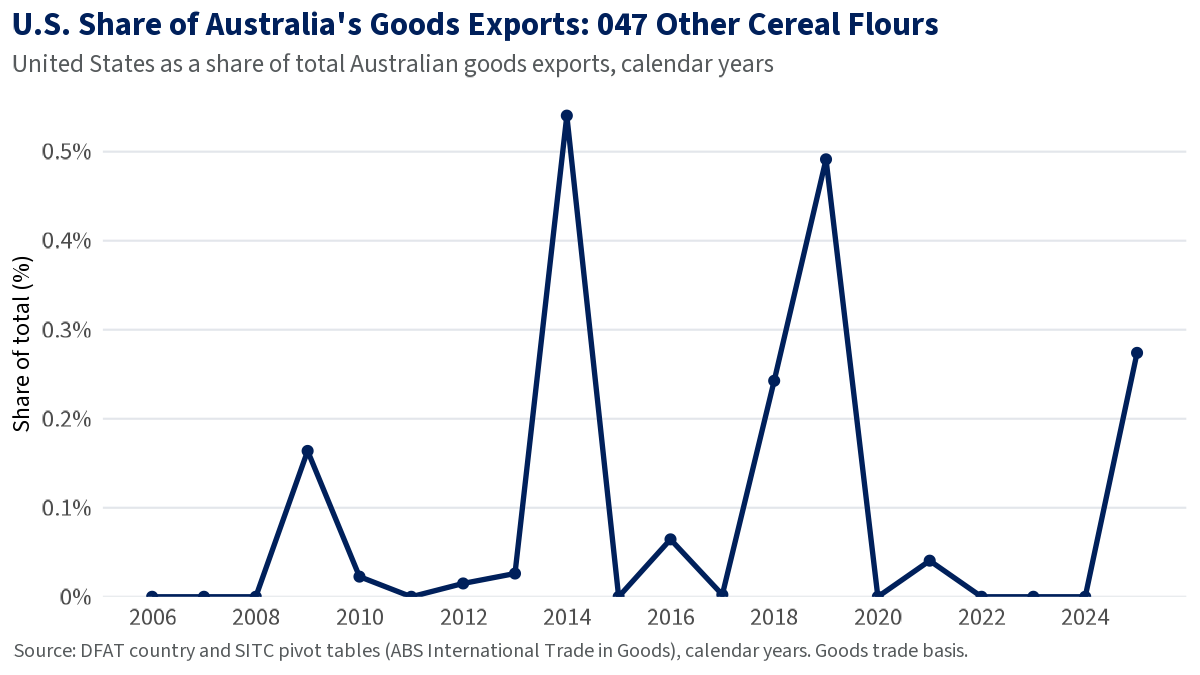 U.S. Share of Australia's Goods Exports: 047 Other Cereal Flours
United States as a share of total Australian goods exports, calendar years
Share of total (%)
0.5%
0.4%
0.3%
0.2%
0.1%
0%
2006 2008 2010 2012 2014 2016 2018 2020 2022 2024
Source: DFAT country and SITC pivot tables (ABS International Trade in Goods), calendar years. Goods trade basis.